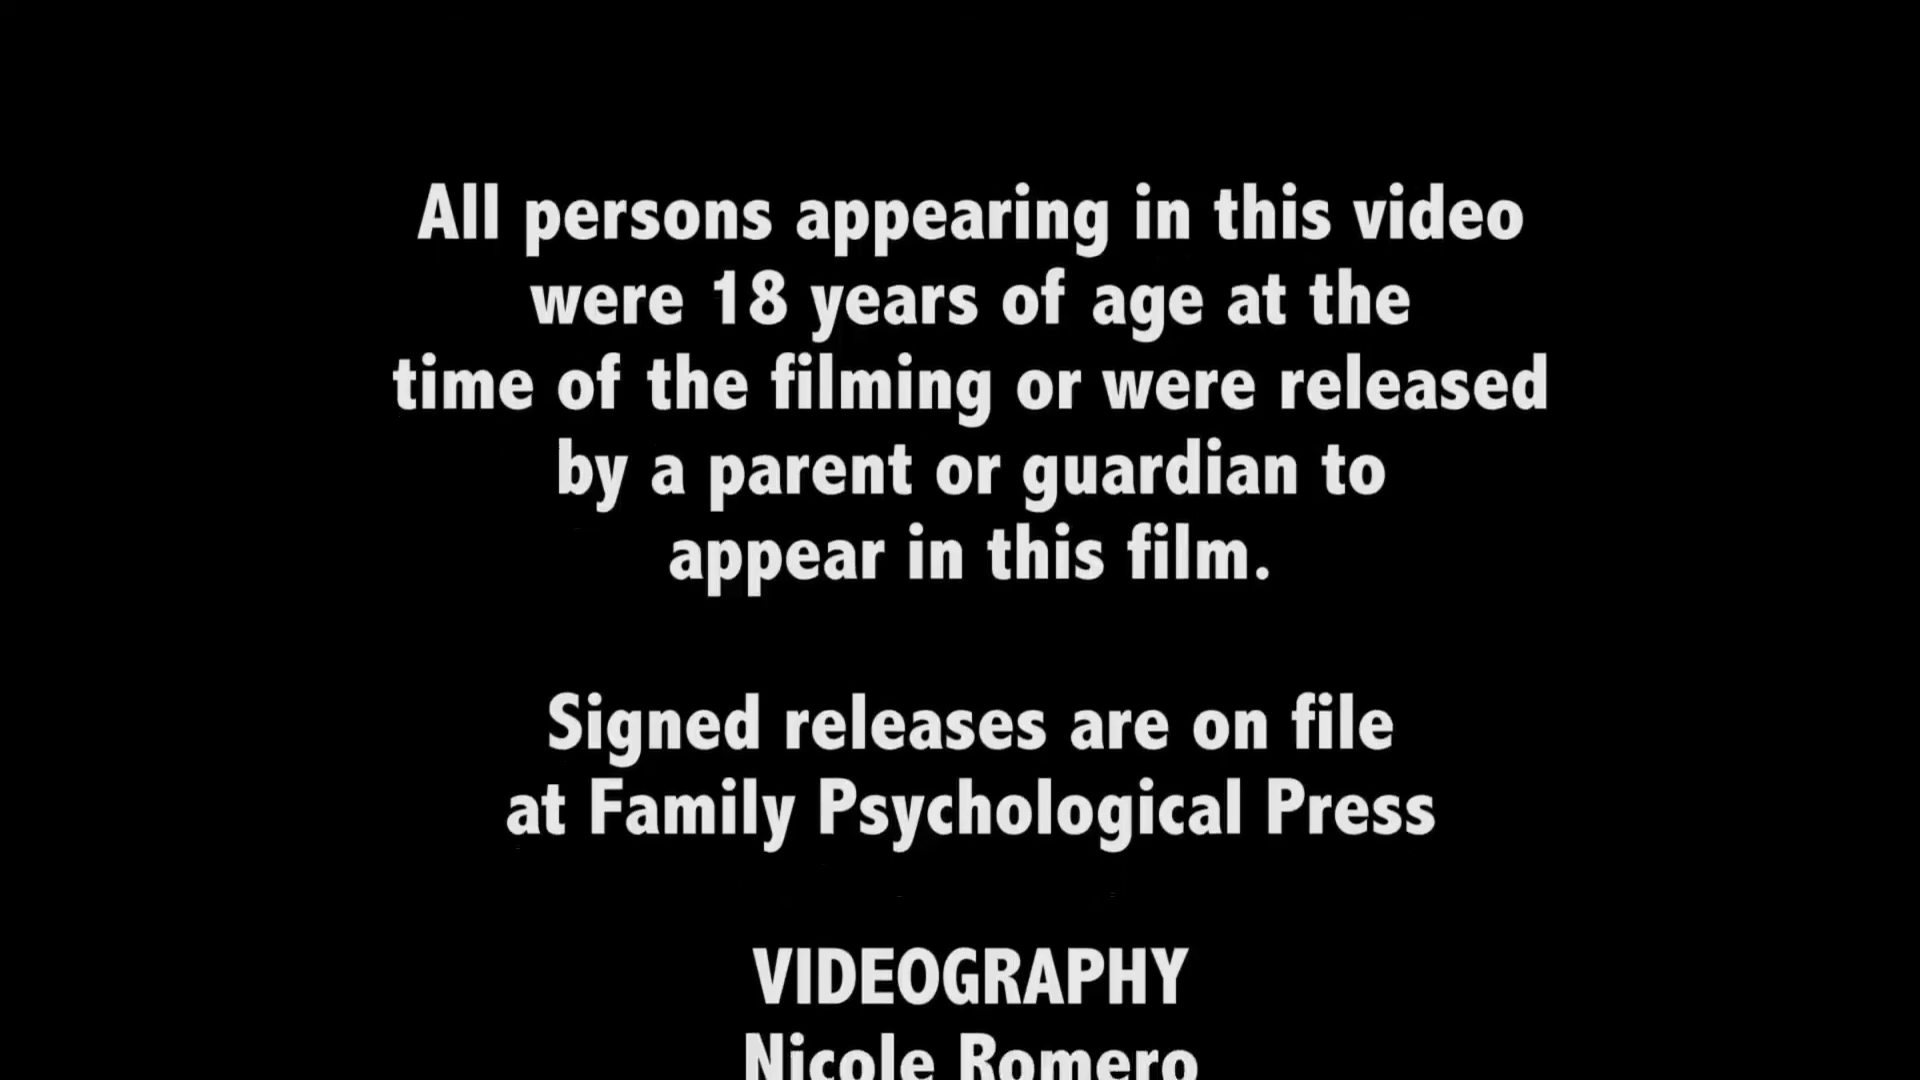 All persons appearing in this video
were 18 years of age at the
time of the filming or were released
by a parent or guardian to
appear in this film.
Signed releases are on file
at Family Psychological Press
VIDEOGRAPHY
Nicole Romero